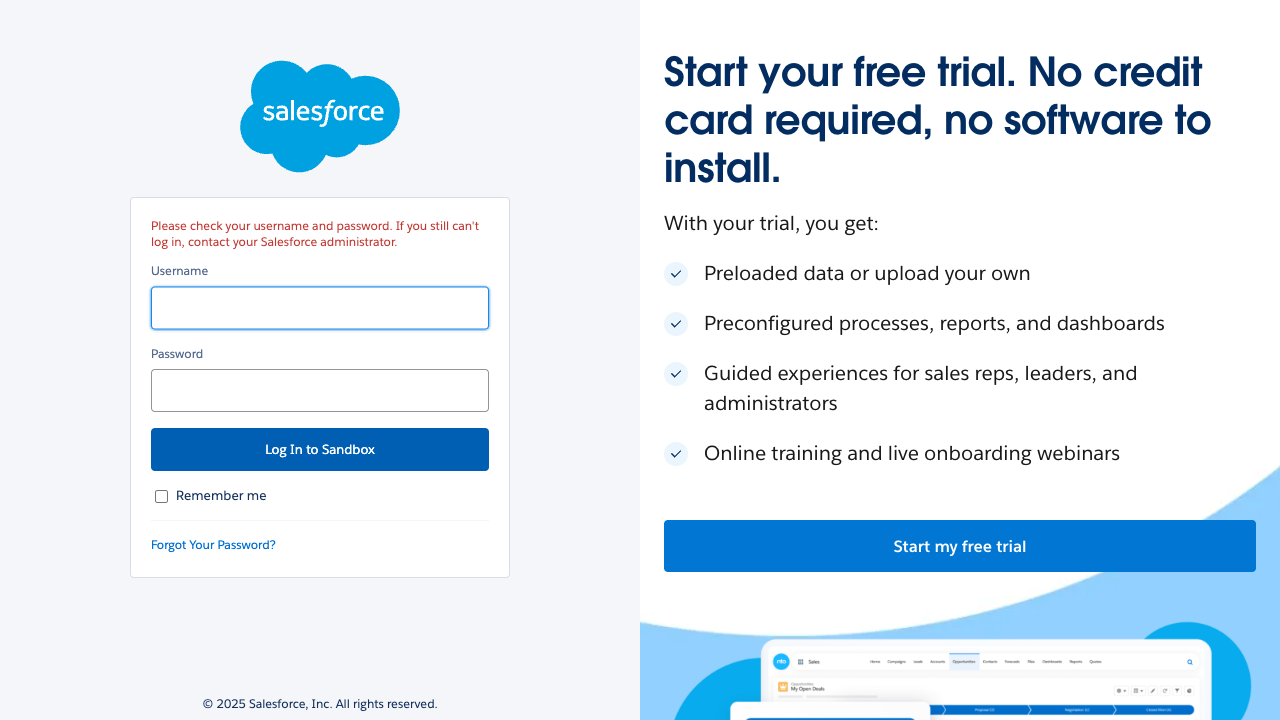 salesforce
Please check your username and password. If you still can't
log in, contact your Salesforce administrator.
Username
Password
Log In to Sandbox
Remember me
Forgot Your Password?
© 2025 Salesforce, Inc. All rights reserved.
Start your free trial. No credit
card required, no software to
install.
With your trial, you get:
Preloaded data or upload your own
Preconfigured processes, reports, and dashboards
Guided experiences for sales reps, leaders, and
administrators
Online training and live onboarding webinars
Start my free trial
nto Sales Home Campaigns Leads Accounts Opportunities Contacts Forecasts Files Dashboards Reports Quotes
Opportunities
My Open Deals